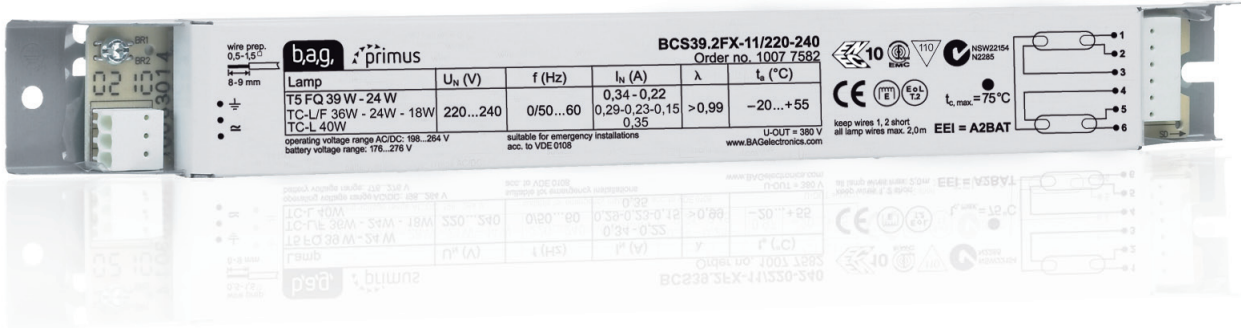 BR1
BR2
0210
3014
wire prep.
0,5-1,5
8-9 mm
b,a,g, primus
BCS39.2FX-11/220-240
Order no. 1007 7582
Lamp U_N (V) f (Hz) I_N (A) λ t_a (°C)
T5 FQ 39 W - 24 W 0,34 - 0,22
TC-L/F 36W - 24W - 18W 220...240 0/50...60 0,29-0,23-0,15 >0,99 –20...+55
TC-L 40W 0,35
operating voltage range AC/DC: 198...264 V
battery voltage range: 176...276 V
suitable for emergency installations
acc. to VDE 0108
U-OUT = 380 V
www.BAGelectronics.com
10
EMC
110
NSW22154
N2285
CE
E
EoL
T.2
t_c, max. = 75°C
keep wires 1, 2 short
all lamp wires max. 2,0m
EEI = A2BAT
1
2
3
4
5
6